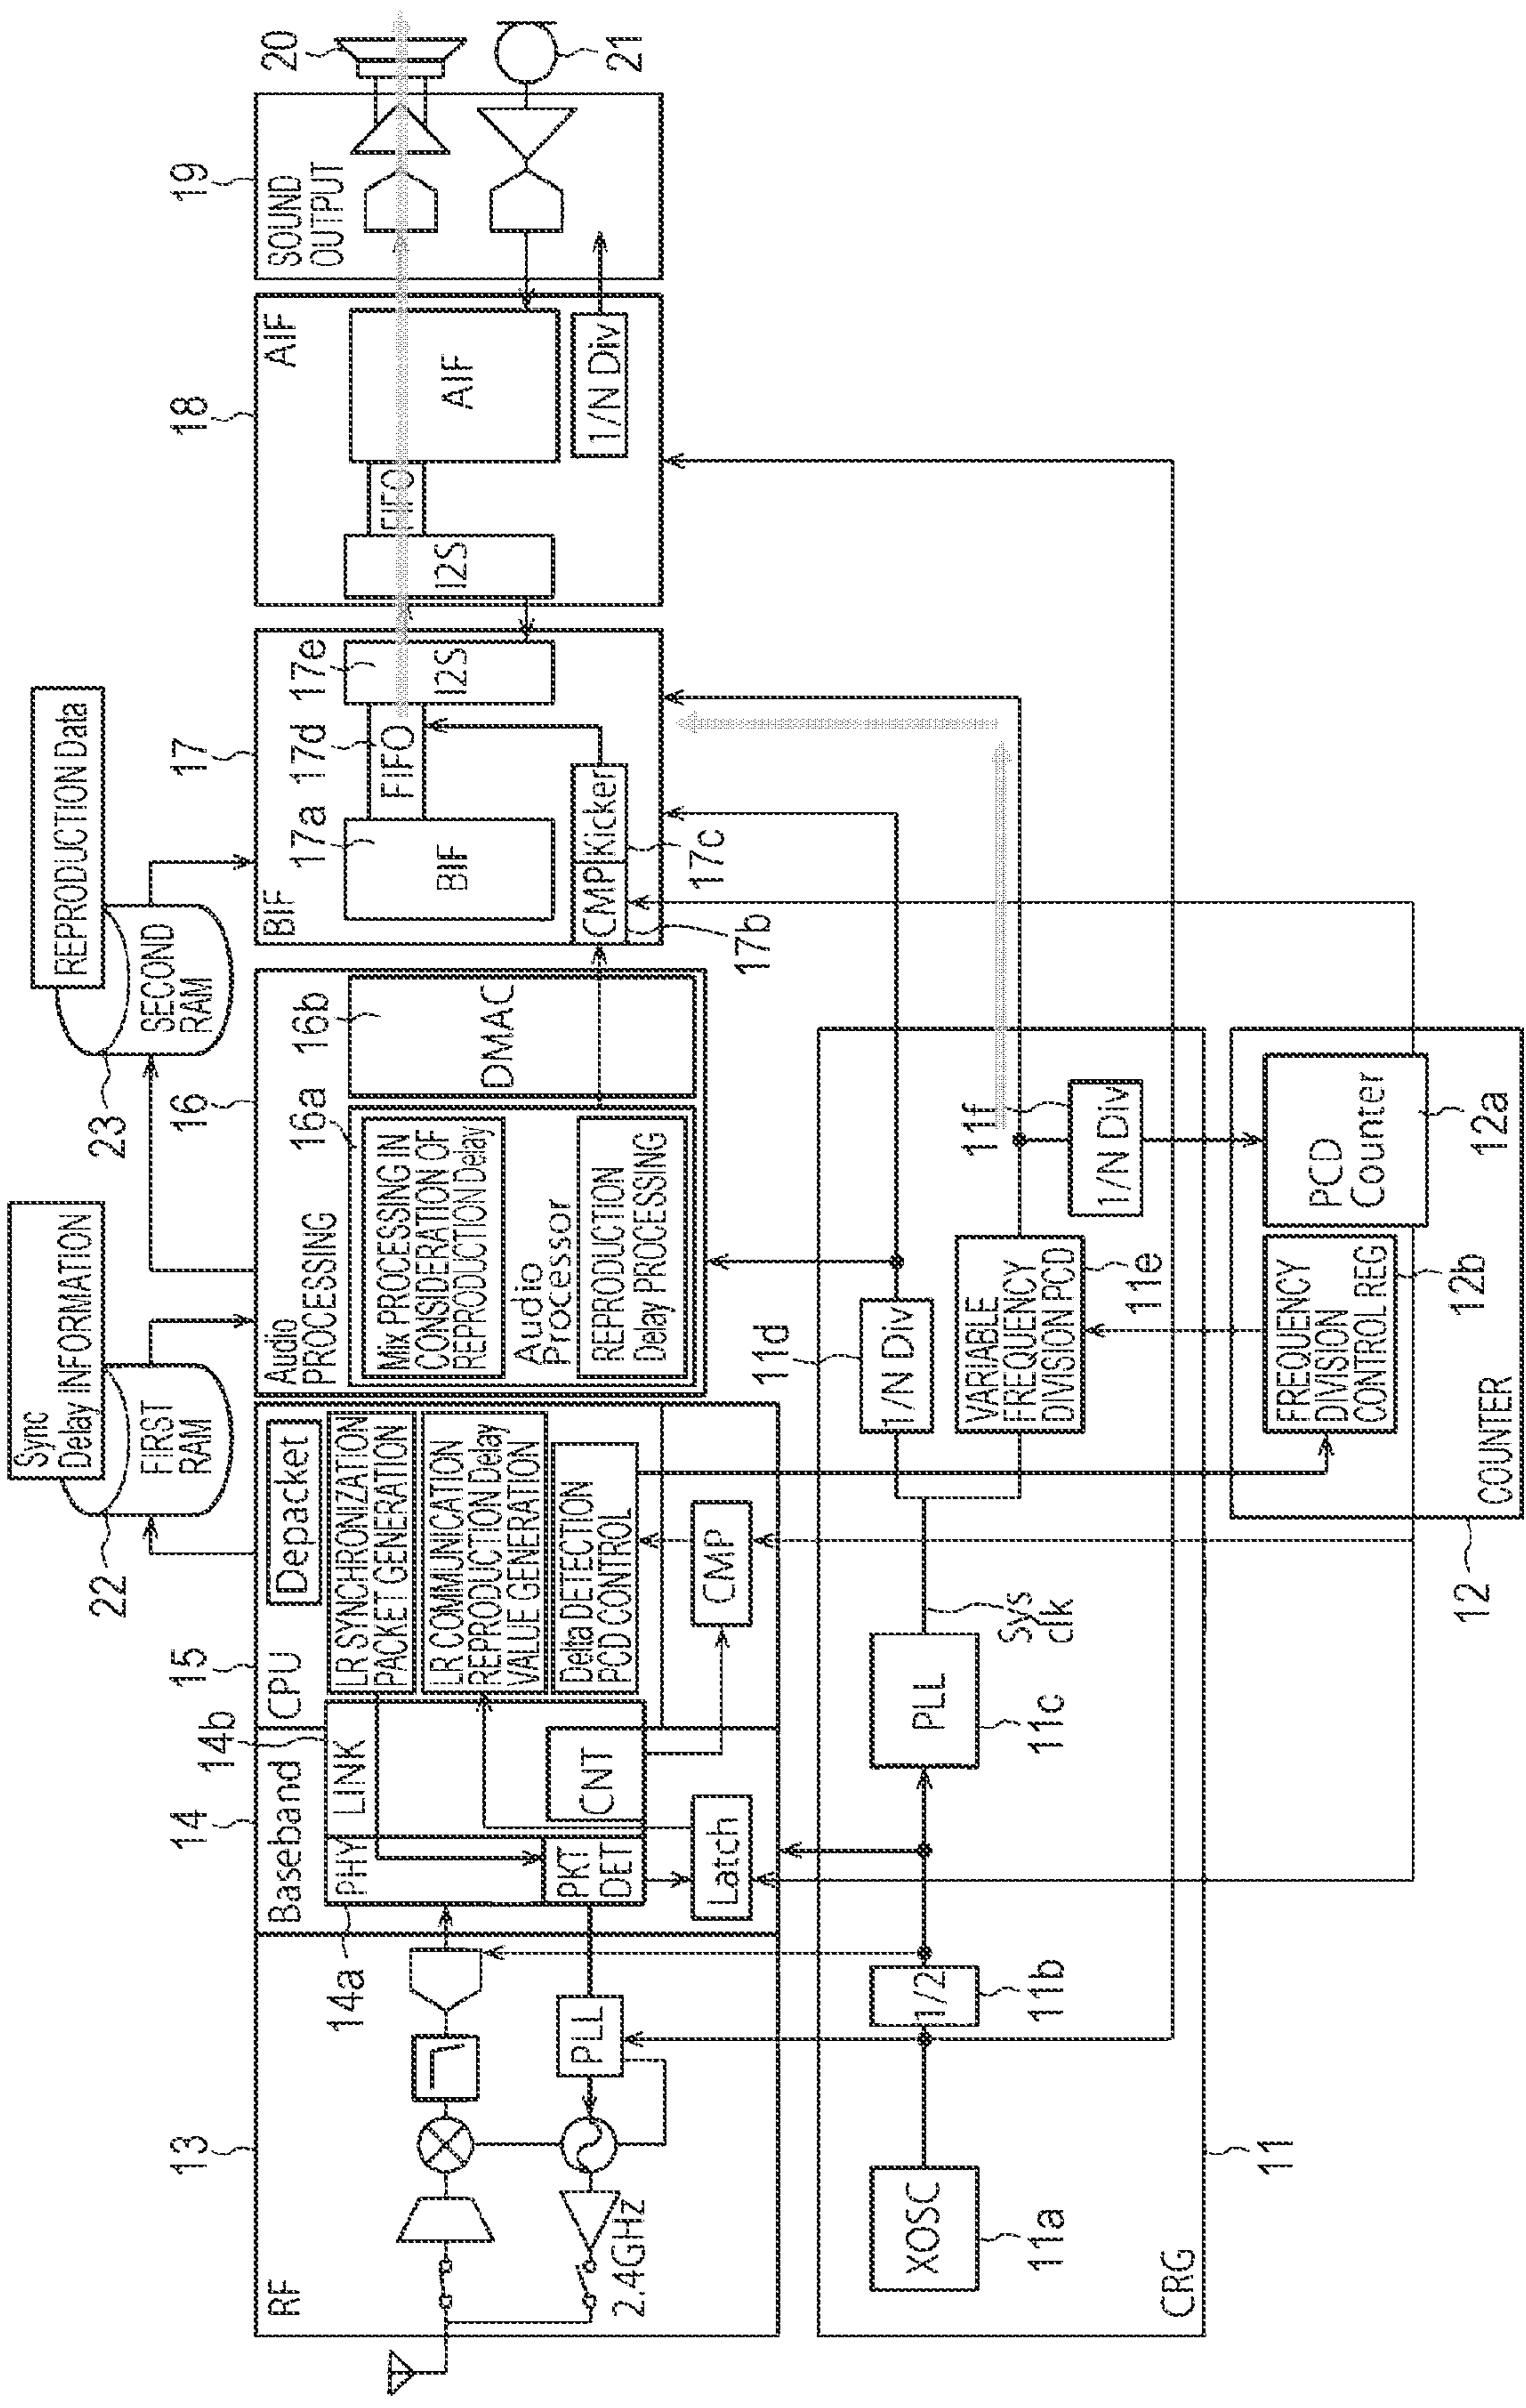 13
RF
2.4GHz
PLL
14
Baseband
14a
14b
PHY
LINK
PKT
DET
CNT
Latch
15
CPU
Depacket
LR SYNCHRONIZATION
PACKET GENERATION
LR COMMUNICATION
REPRODUCTION Delay
VALUE GENERATION
Delta DETECTION
PCD CONTROL
CMP
22
Sync
Delay INFORMATION
FIRST
RAM
16
Audio
PROCESSING
16a
Mix PROCESSING IN
CONSIDERATION OF
REPRODUCTION Delay
Audio
Processor
REPRODUCTION
Delay PROCESSING
16b
DMAC
23
REPRODUCTION Data
SECOND
RAM
17
BIF
17a
BIF
17d
FIFO
17e
I2S
CMP
Kicker
17b
17c
18
AIF
I2S
FIFO
AIF
1/N Div
19
SOUND
OUTPUT
20
21
11
CRG
XOSC
11a
1/2
11b
PLL
11c
Sys
clk
1/N Div
11d
VARIABLE
FREQUENCY
DIVISION PCD
11e
11f
1/N Div
12
COUNTER
FREQUENCY
DIVISION
CONTROL REG
12b
PCD
Counter
12a